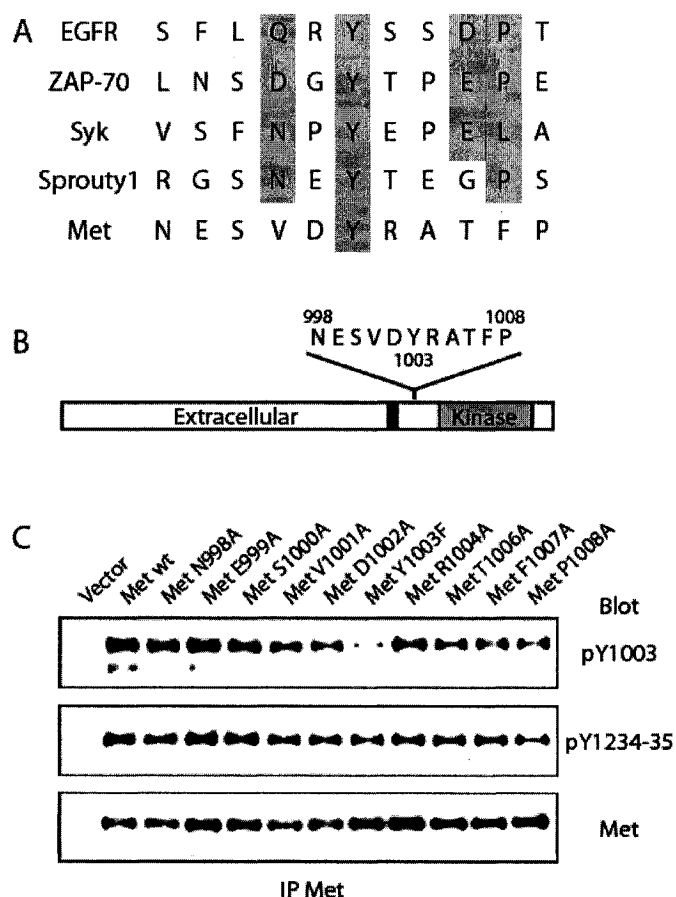 A
EGFR S F L Q R Y S S D P T
ZAP-70 L N S D G Y T P E P E
Syk V S F N P Y E P E L A
Sprouty1 R G S N E Y T E G P S
Met N E S V D Y R A T F P
B
998 1008
N E S V D Y R A T F P
1003
Extracellular Kinase
C
Vector Met wt Met N998A Met E999A Met S1000A Met V1001A Met D1002A Met Y1003F Met R1004A Met T1006A Met F1007A Met P1008A
Blot
pY1003
pY1234-35
Met
IP Met